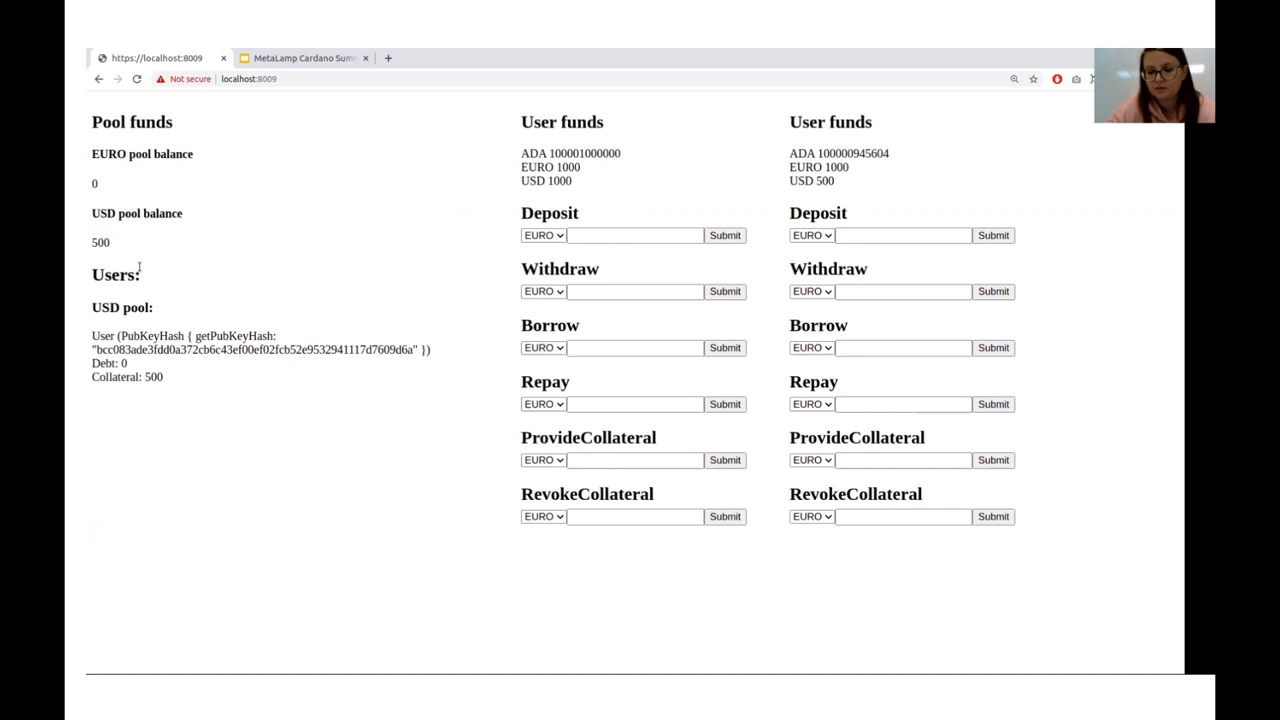 https://localhost:8009
MetaLamp Cardano Sum
Not secure
localhost:8009
Pool funds
EURO pool balance
0
USD pool balance
500
Users:
USD pool:
User (PubKeyHash { getPubKeyHash:
"bcc083ade3fdd0a372cb6c43ef00ef02fcb52e9532941117d7609d6a" })
Debt: 0
Collateral: 500
User funds
ADA 100001000000
EURO 1000
USD 1000
Deposit
EURO Submit
Withdraw
EURO Submit
Borrow
EURO Submit
Repay
EURO Submit
ProvideCollateral
EURO Submit
RevokeCollateral
EURO Submit
User funds
ADA 100000945604
EURO 1000
USD 500
Deposit
EURO Submit
Withdraw
EURO Submit
Borrow
EURO Submit
Repay
EURO Submit
ProvideCollateral
EURO Submit
RevokeCollateral
EURO Submit